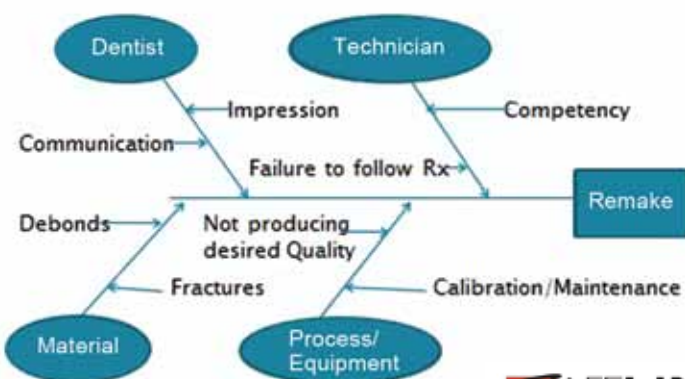 Dentist
Technician
Impression
Competency
Communication
Failure to follow Rx
Remake
Debonds
Not producing
desired Quality
Fractures
Calibration/Maintenance
Material
Process/
Equipment